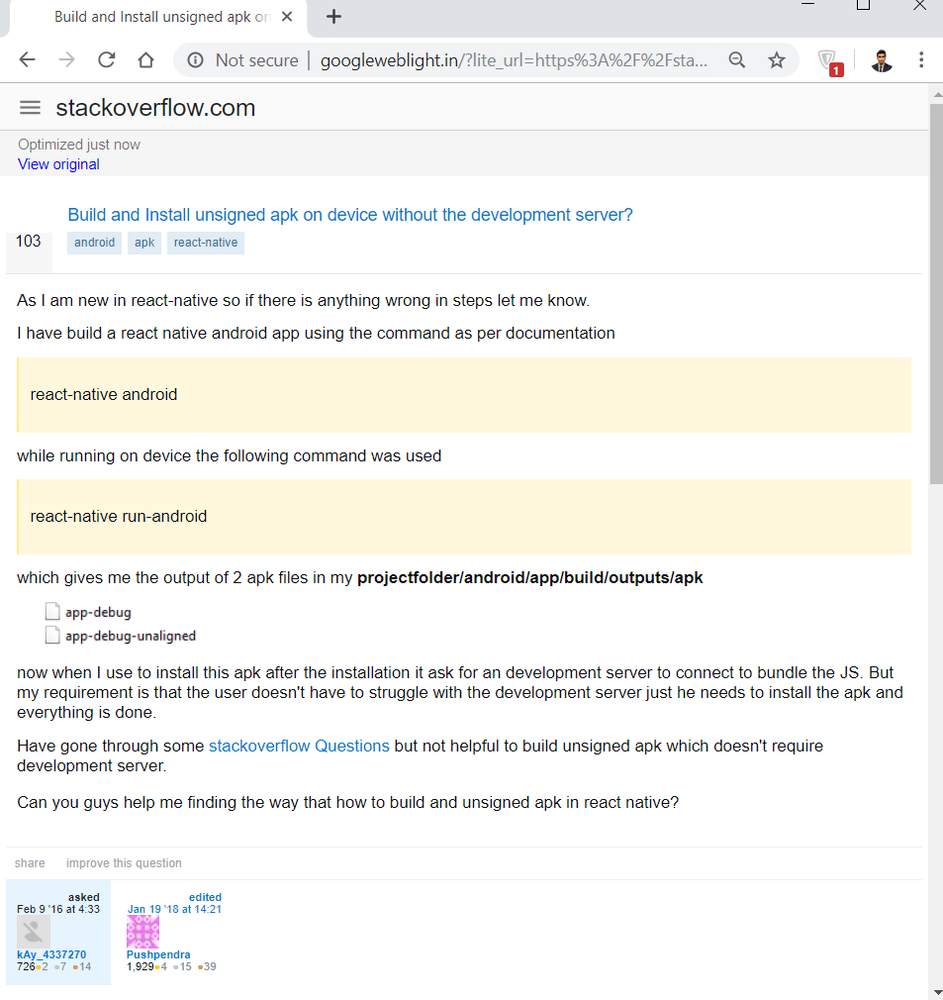 Build and Install unsigned apk on
Not secure | googleweblight.in/?lite_url=https%3A%2F%2Fsta...
1
stackoverflow.com
Optimized just now
View original
Build and Install unsigned apk on device without the development server?
103
android apk react-native
As I am new in react-native so if there is anything wrong in steps let me know.
I have build a react native android app using the command as per documentation
react-native android
while running on device the following command was used
react-native run-android
which gives me the output of 2 apk files in my projectfolder/android/app/build/outputs/apk
app-debug
app-debug-unaligned
now when I use to install this apk after the installation it ask for an development server to connect to bundle the JS. But
my requirement is that the user doesn't have to struggle with the development server just he needs to install the apk and
everything is done.
Have gone through some stackoverflow Questions but not helpful to build unsigned apk which doesn't require
development server.
Can you guys help me finding the way that how to build and unsigned apk in react native?
share improve this question
asked
Feb 9 '16 at 4:33
kAy_4337270
726●2 ●7 ●14
edited
Jan 19 '18 at 14:21
Pushpendra
1,929●4 ●15 ●39